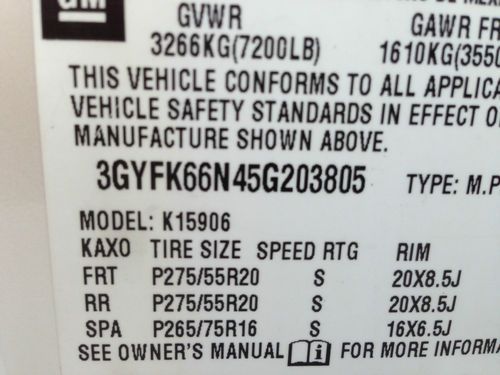 GM
DE MEX
GVWR GAWR FR
3266KG(7200LB) 1610KG(3550
THIS VEHICLE CONFORMS TO ALL APPLICA
VEHICLE SAFETY STANDARDS IN EFFECT O
MANUFACTURE SHOWN ABOVE.
3GYFK66N45G203805 TYPE: M.P
MODEL: K15906
KAXO TIRE SIZE SPEED RTG RIM
FRT P275/55R20 S 20X8.5J
RR P275/55R20 S 20X8.5J
SPA P265/75R16 S 16X6.5J
SEE OWNER'S MANUAL i FOR MORE INFORMA